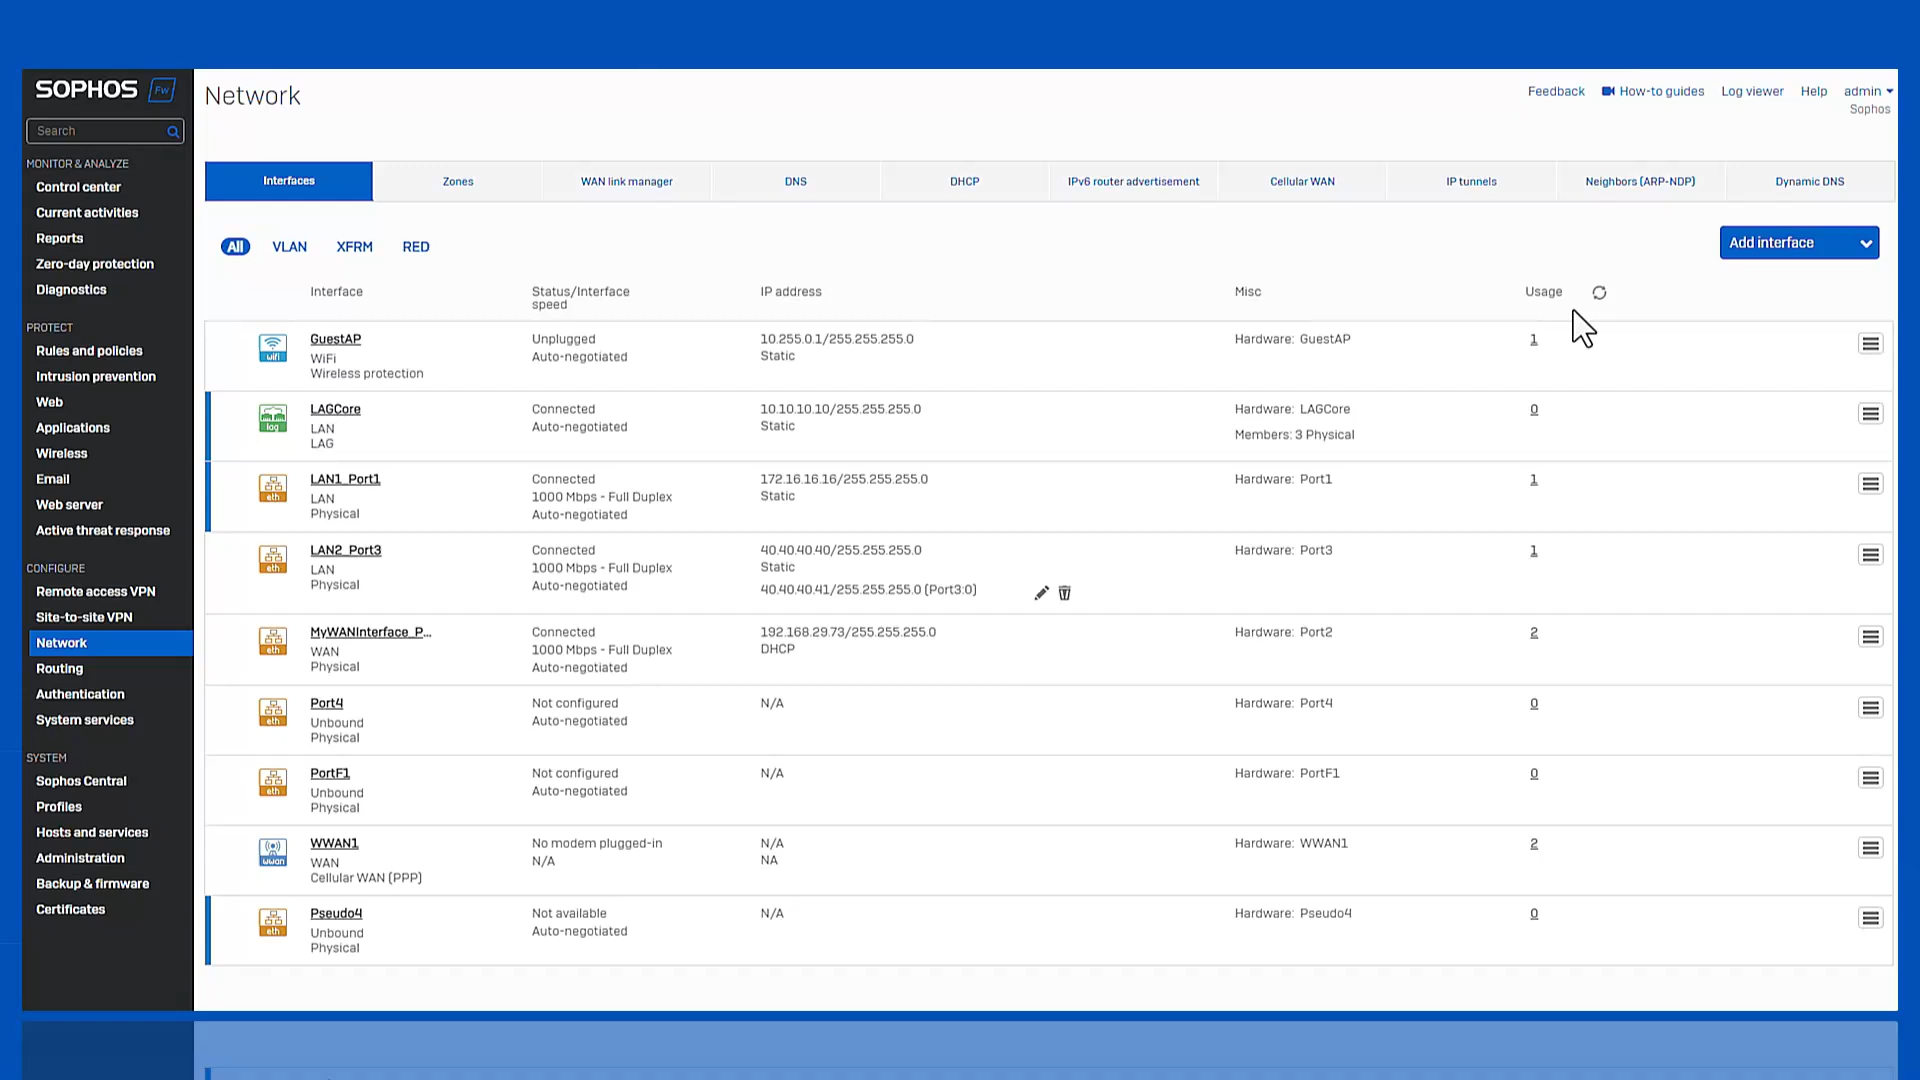 SOPHOS Fw
Search
MONITOR & ANALYZE
Control center
Current activities
Reports
Zero-day protection
Diagnostics
PROTECT
Rules and policies
Intrusion prevention
Web
Applications
Wireless
Email
Web server
Active threat response
CONFIGURE
Remote access VPN
Site-to-site VPN
Network
Routing
Authentication
System services
SYSTEM
Sophos Central
Profiles
Hosts and services
Administration
Backup & firmware
Certificates
Network
Feedback How-to guides Log viewer Help admin
Sophos
Interfaces Zones WAN link manager DNS DHCP IPv6 router advertisement Cellular WAN IP tunnels Neighbors (ARP-NDP) Dynamic DNS
All VLAN XFRM RED
Add interface
Interface Status/Interface speed IP address Misc Usage
wifi GuestAP Unplugged 10.255.0.1/255.255.255.0 Hardware: GuestAP 1
WiFi Auto-negotiated Static
Wireless protection
lag LAGCore Connected 10.10.10.10/255.255.255.0 Hardware: LAGCore 0
LAN Auto-negotiated Static
LAG Members: 3 Physical
eth LAN1_Port1 Connected 172.16.16.16/255.255.255.0 Hardware: Port1 1
LAN 1000 Mbps - Full Duplex Static
Physical Auto-negotiated
eth LAN2_Port3 Connected 40.40.40.40/255.255.255.0 Hardware: Port3 1
LAN 1000 Mbps - Full Duplex Static
Physical Auto-negotiated 40.40.40.41/255.255.255.0 (Port3:0)
eth MyWANInterface_P... Connected 192.168.29.73/255.255.255.0 Hardware: Port2 2
WAN 1000 Mbps - Full Duplex DHCP
Physical Auto-negotiated
eth Port4 Not configured N/A Hardware: Port4 0
Unbound Auto-negotiated
Physical
eth PortF1 Not configured N/A Hardware: PortF1 0
Unbound Auto-negotiated
Physical
wwan WWAN1 No modem plugged-in N/A Hardware: WWAN1 2
WAN N/A NA
Cellular WAN (PPP)
eth Pseudo4 Not available N/A Hardware: Pseudo4 0
Unbound Auto-negotiated
Physical